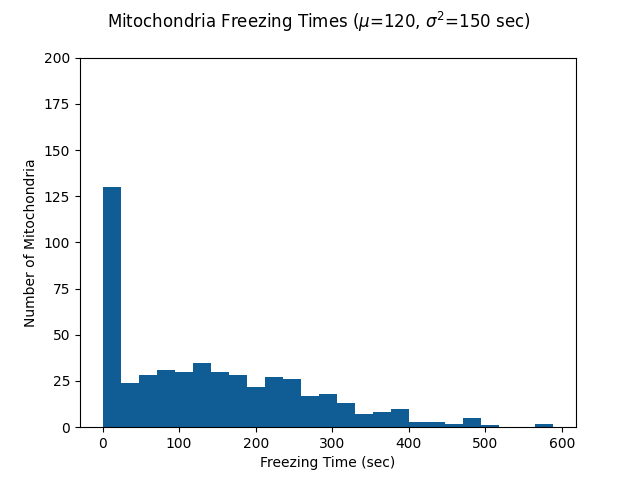 Mitochondria Freezing Times (μ=120, σ²=150 sec)
200
175
150
125
100
75
50
25
0
Number of Mitochondria
0 100 200 300 400 500 600
Freezing Time (sec)